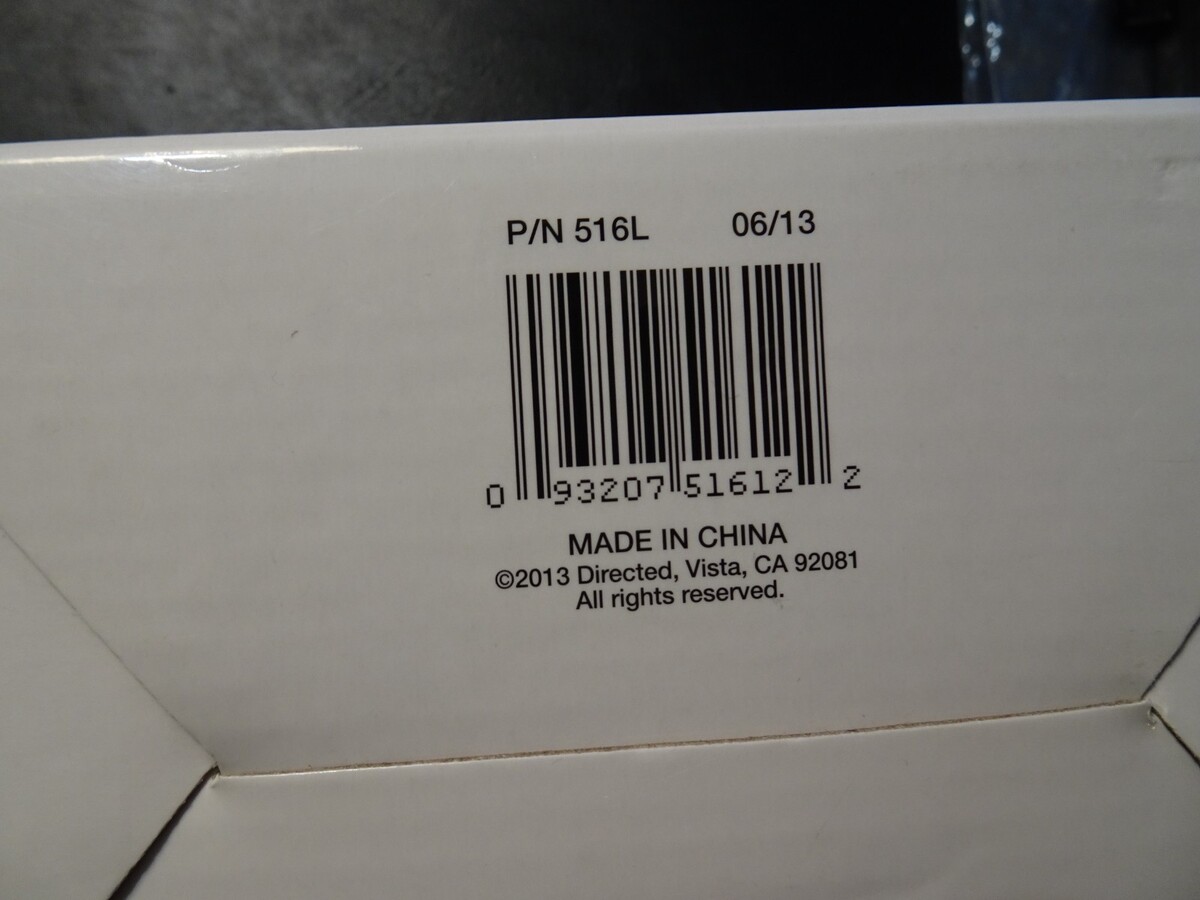 P/N 516L 06/13
0 93207 51612 2
MADE IN CHINA
©2013 Directed, Vista, CA 92081
All rights reserved.